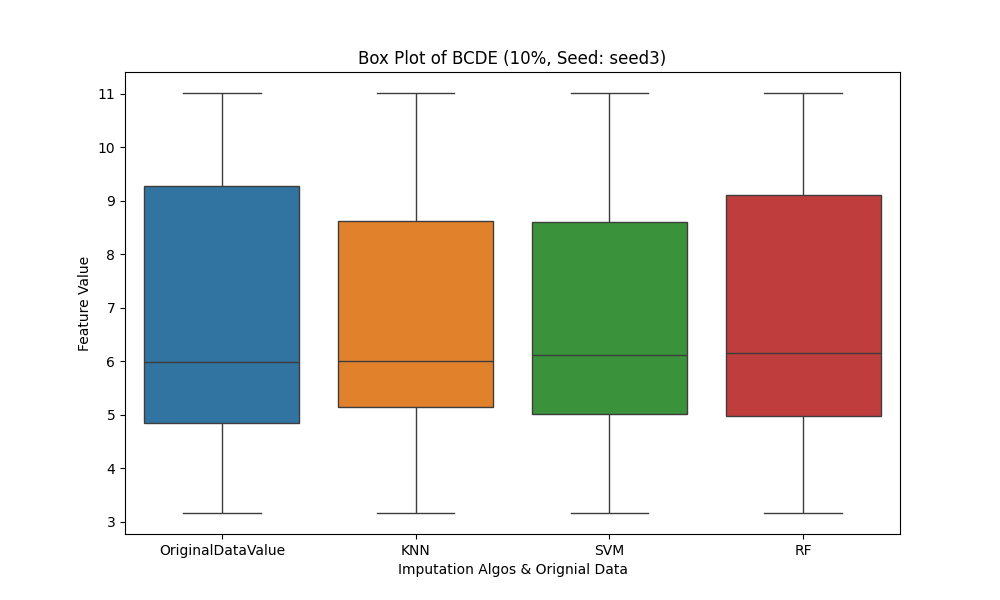 Box Plot of BCDE (10%, Seed: seed3)
Feature Value
11
10
9
8
7
6
5
4
3
OriginalDataValue KNN SVM RF
Imputation Algos & Orignial Data